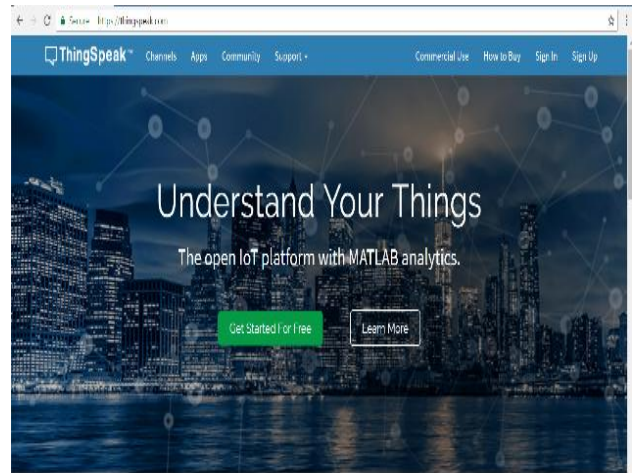 Secure https://thingspeak.com
ThingSpeak™ Channels Apps Community Support Commercial Use How to Buy Sign In Sign Up
Understand Your Things
The open IoT platform with MATLAB analytics.
Get Started For Free Learn More